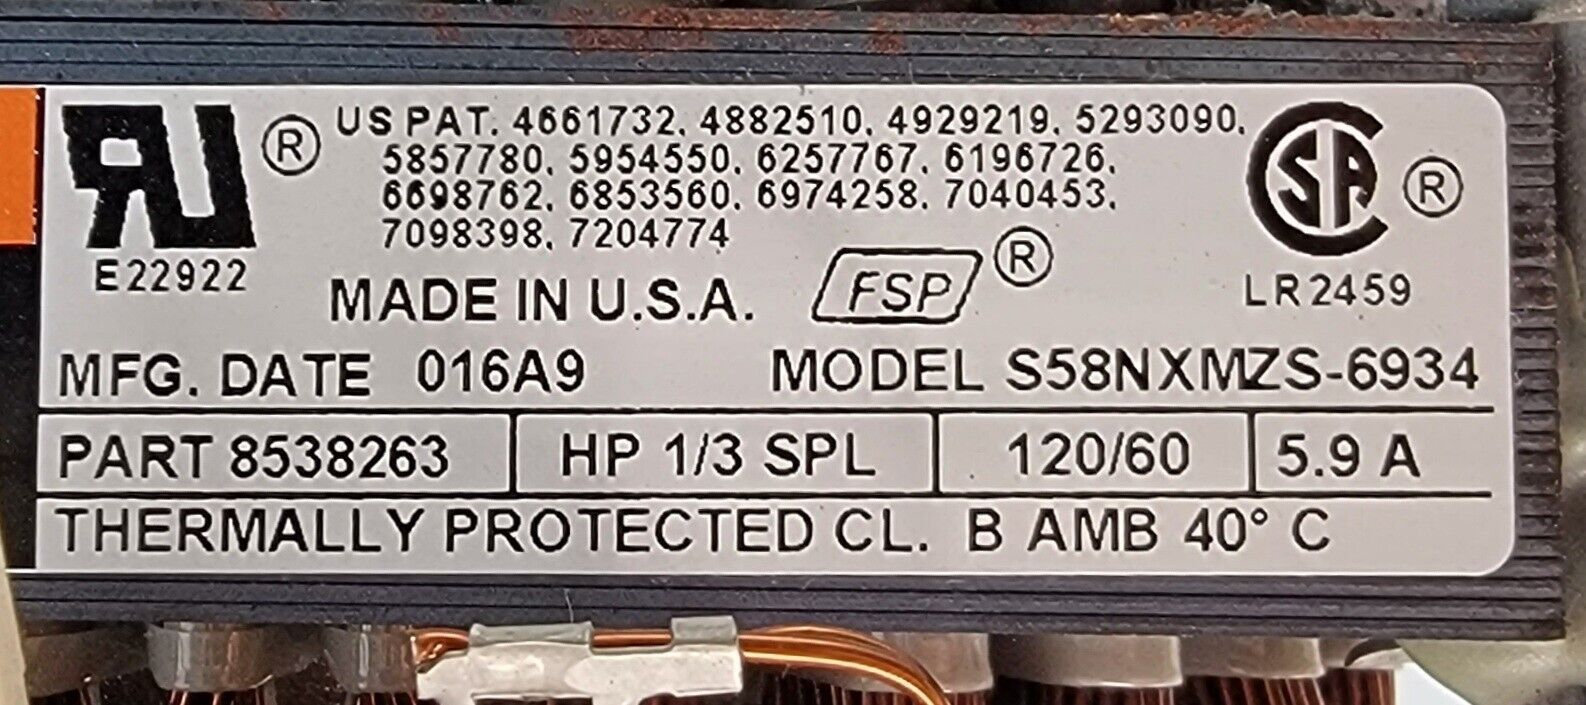 RU ® US PAT. 4661732, 4882510, 4929219, 5293090,
5857780, 5954550, 6257767, 6196726,
6698762, 6853560, 6974258, 7040453,
7098398, 7204774
SA ®
E22922
LR2459
MADE IN U.S.A. FSP ®
MFG. DATE 016A9 MODEL S58NXMZS-6934
PART 8538263 HP 1/3 SPL 120/60 5.9 A
THERMALLY PROTECTED CL. B AMB 40° C